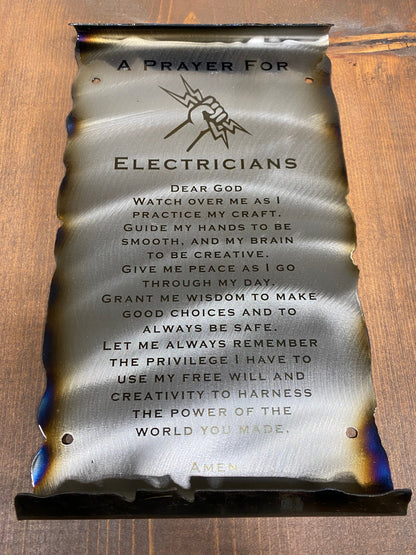 A Prayer For
Electricians
Dear God
Watch over me as I
practice my craft.
Guide my hands to be
smooth, and my brain
to be creative.
Give me peace as I go
through my day.
Grant me wisdom to make
good choices and to
always be safe.
Let me always remember
the privilege I have to
use my free will and
creativity to harness
the power of the
world you made.
Amen